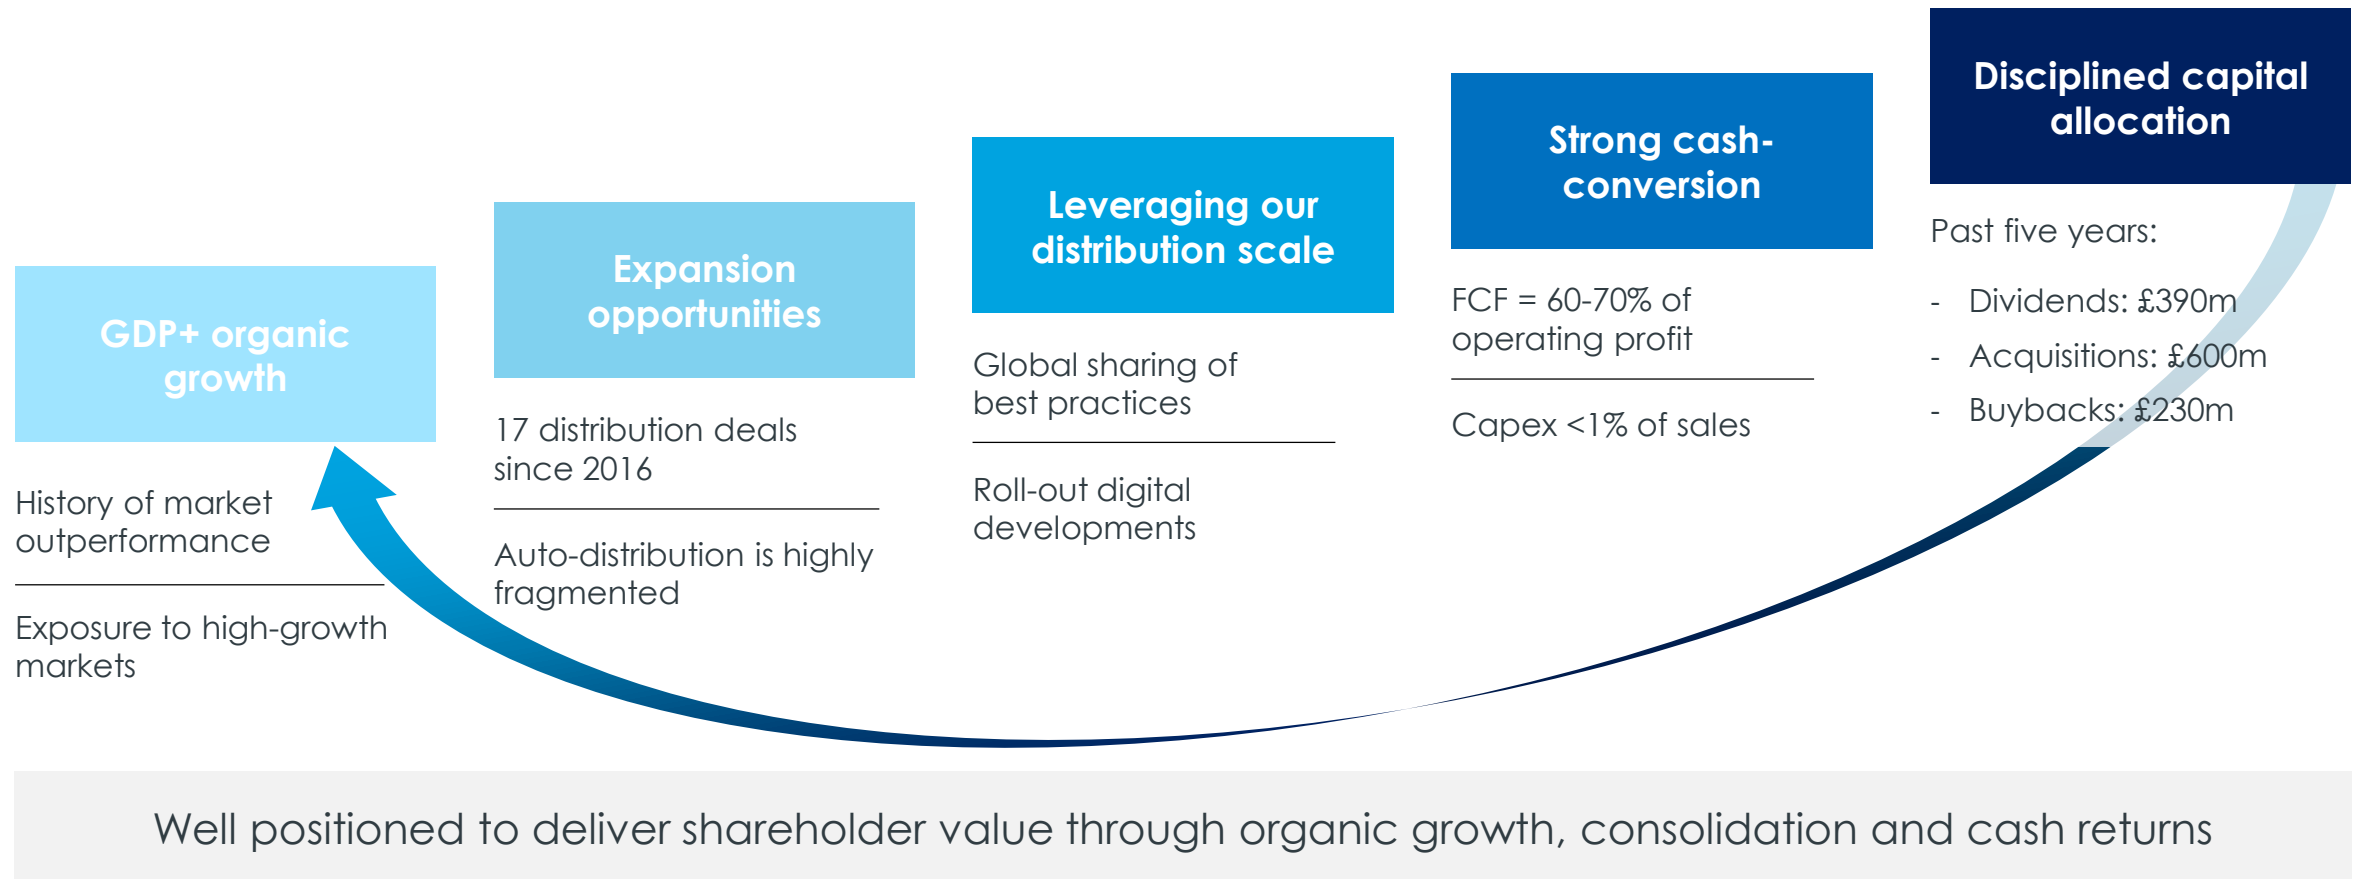 GDP+ organic
growth
History of market
outperformance
Exposure to high-growth
markets
Expansion
opportunities
17 distribution deals
since 2016
Auto-distribution is highly
fragmented
Leveraging our
distribution scale
Global sharing of
best practices
Roll-out digital
developments
Strong cash-
conversion
FCF = 60-70% of
operating profit
Capex <1% of sales
Disciplined capital
allocation
Past five years:
- Dividends: £390m
- Acquisitions: £600m
- Buybacks: £230m
Well positioned to deliver shareholder value through organic growth, consolidation and cash returns